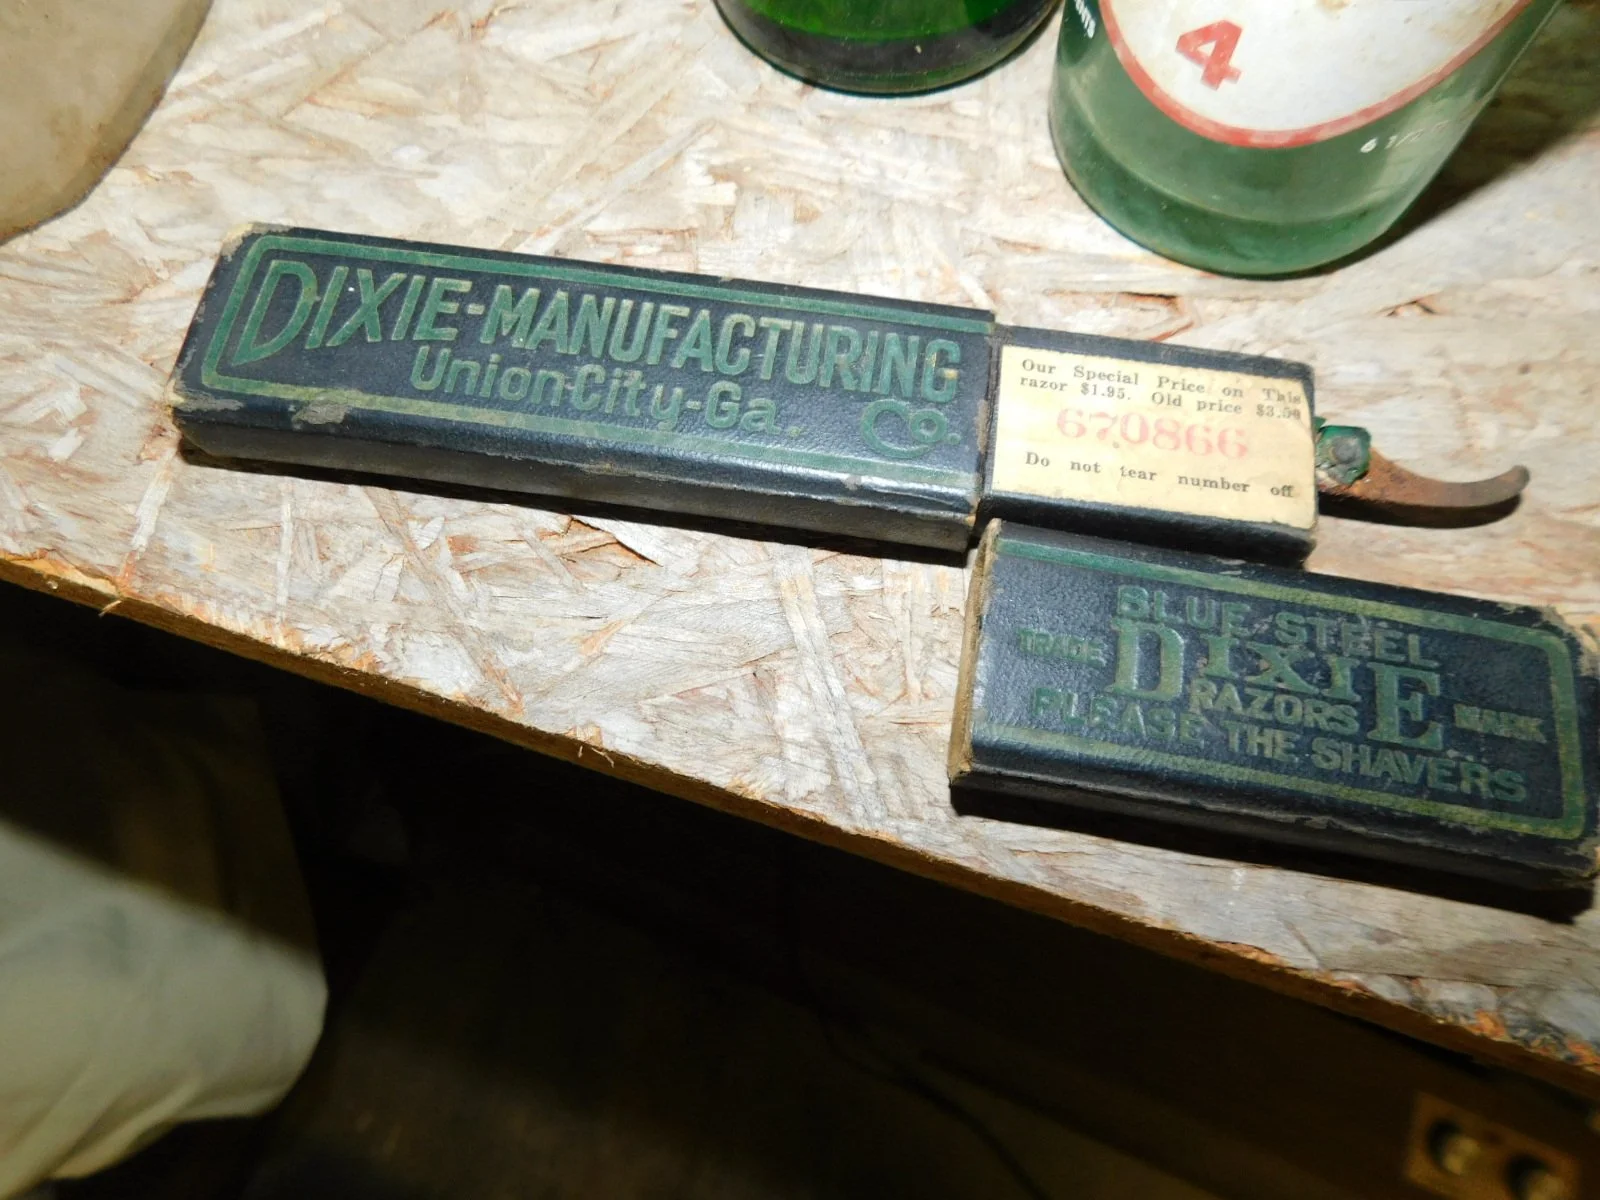 4
DIXIE-MANUFACTURING
Union-City-Ga.
Co.
Our Special Price on This
razor $1.95. Old price $3.50
670866
Do not tear number off
BLUE STEEL
TRADE DIXIE MARK
RAZORS
PLEASE THE SHAVERS